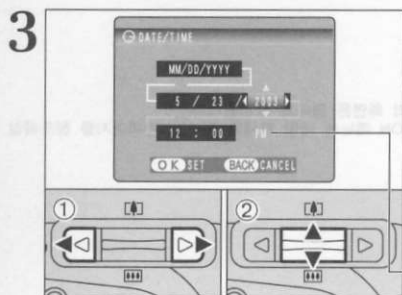 3
DATE/TIME
MM/DD/YYYY
5 / 23 / 2003
12 : 00 PM
OK SET BACK CANCEL
① ②